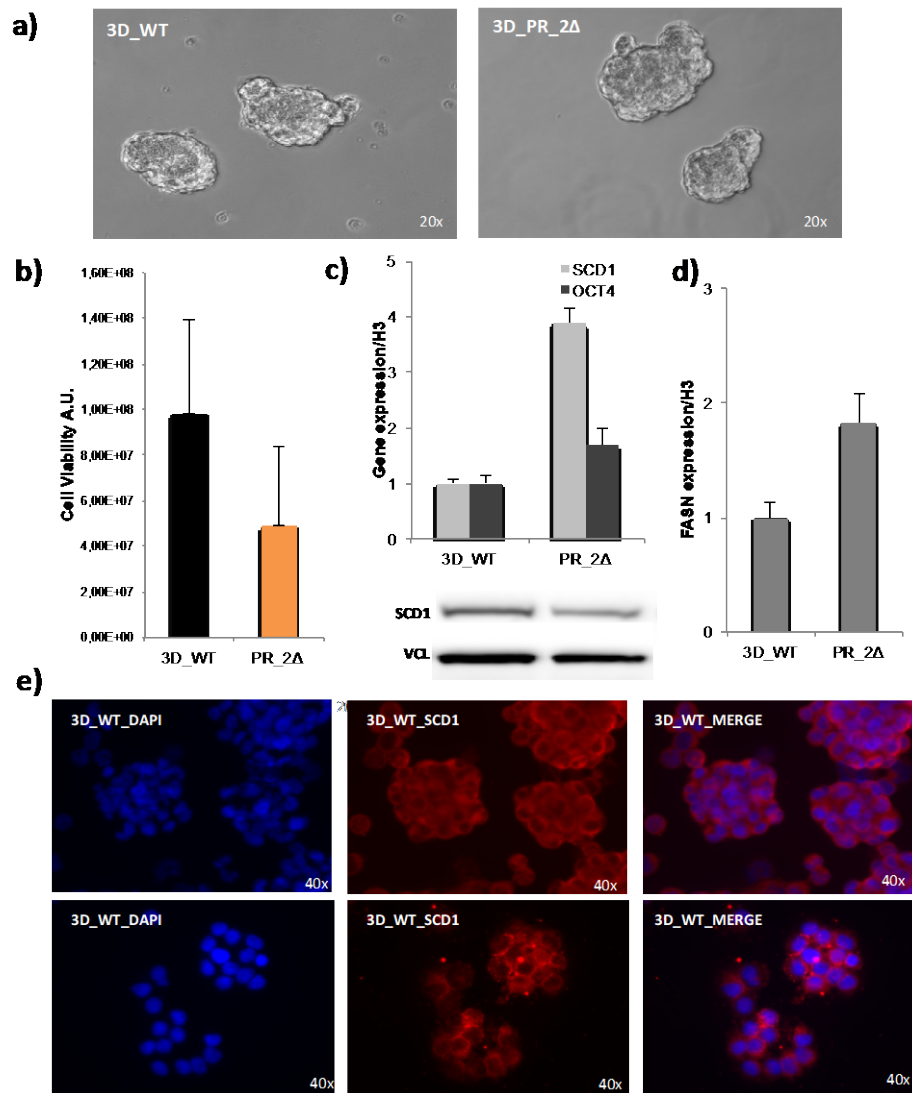 a)
3D_WT
20x
3D_PR_2Δ
20x
b)
Cell Viability A.U.
1,60E+08
1,40E+08
1,20E+08
1,00E+08
8,00E+07
6,00E+07
4,00E+07
2,00E+07
0,00E+00
3D_WT PR_2Δ
c)
Gene expression/H3
SCD1
OCT4
5
4
3
2
1
0
3D_WT PR_2Δ
SCD1
VCL
d)
FASN expression/H3
3
2
1
0
3D_WT PR_2Δ
e)
3D_WT_DAPI
40x
3D_WT_SCD1
40x
3D_WT_MERGE
40x
3D_WT_DAPI
40x
3D_WT_SCD1
40x
3D_WT_MERGE
40x